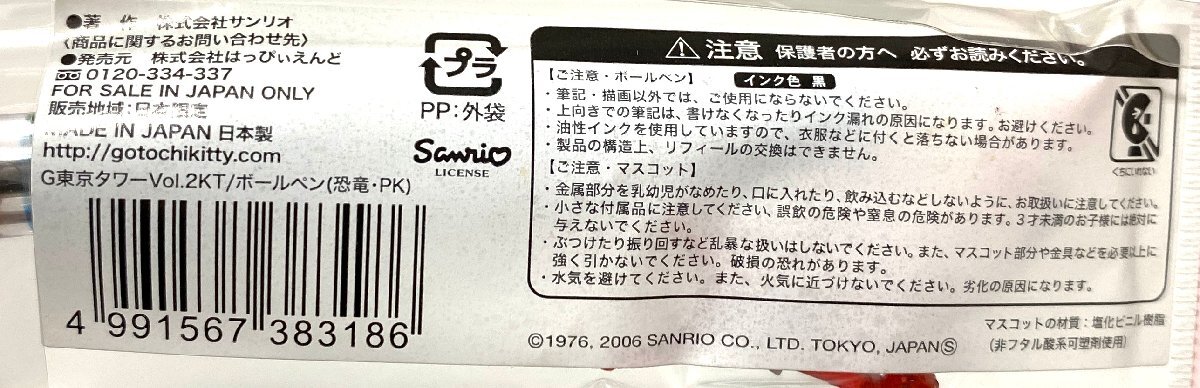 ●著 作 株式会社サンリオ
〈商品に関するお問い合わせ先〉
●発売元 株式会社はっぴぃえんど
0120-334-337
FOR SALE IN JAPAN ONLY
販売地域:日本限定
MADE IN JAPAN 日本製
http://gotochikitty.com
G東京タワーVol.2KT/ボールペン(恐竜・PK)
4 991567 383186
プラ
PP:外袋
Sanrio
LICENSE
注意 保護者の方へ 必ずお読みください。
【ご注意・ボールペン】 インク色 黒
・筆記・描画以外では、ご使用にならないでください。
・上向きでの筆記は、書けなくなったりインク漏れの原因になります。お避けください。
・油性インクを使用していますので、衣服などに付くと落ちない場合があります。
・製品の構造上、リフィールの交換はできません。
【ご注意・マスコット】
・金属部分を乳幼児がなめたり、口に入れたり、飲み込むなどしないように、お取扱いに注意してください。
・小さな付属品に注意してください。誤飲の危険や窒息の危険があります。3才未満のお子様には絶対に
与えないでください。
・ぶつけたり振り回すなど乱暴な扱いはしないでください。また、マスコット部分や金具などを必要以上に
強く引かないでください。破損の恐れがあります。
・水気を避けてください。また、火気に近づけないでください。劣化の原因になります。
くちにいれない
©1976, 2006 SANRIO CO., LTD. TOKYO, JAPANⓈ
マスコットの材質:塩化ビニル樹脂
(非フタル酸系可塑剤使用)